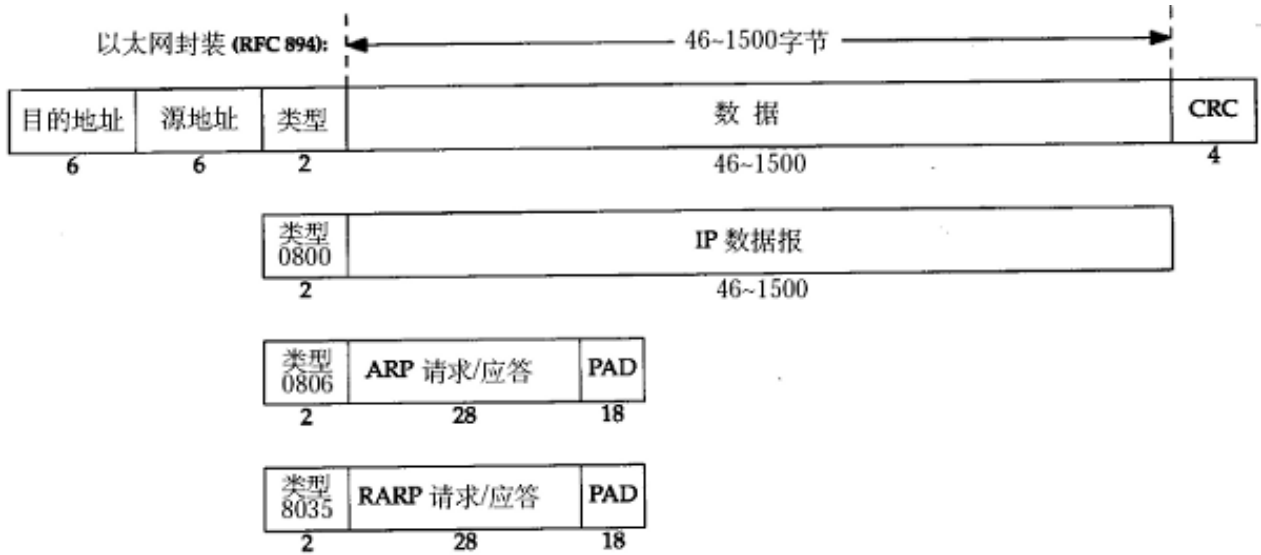 以太网封装 (RFC 894):
46~1500字节
目的地址 源地址 类型 数 据 CRC
6 6 2 46~1500 4
类型
0800
IP 数据报
2 46~1500
类型
0806
ARP 请求/应答 PAD
2 28 18
类型
8035
RARP 请求/应答 PAD
2 28 18